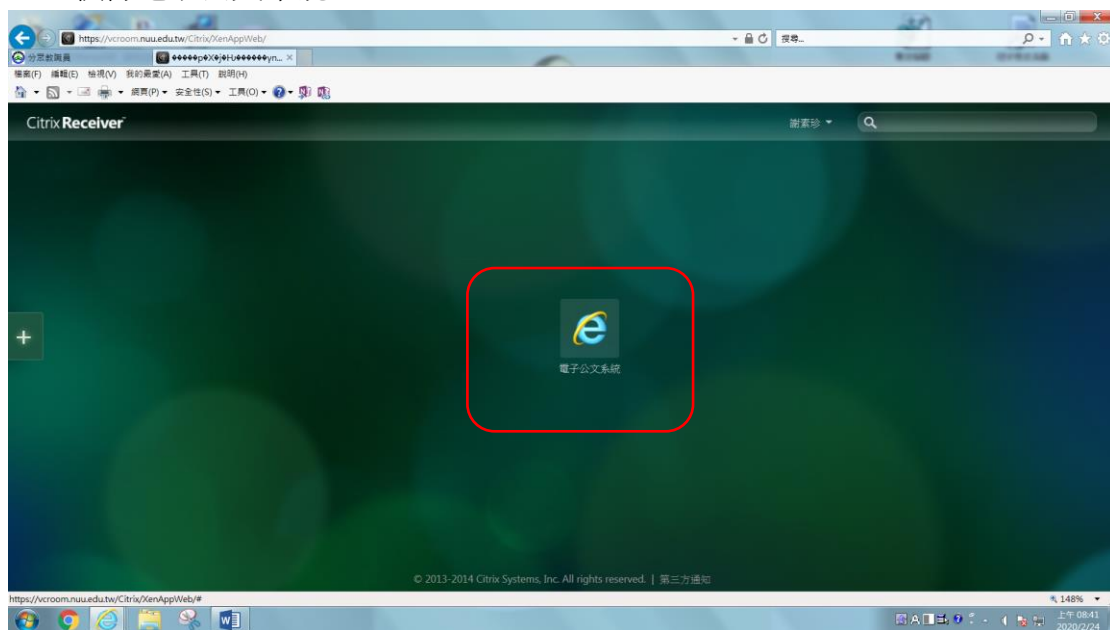 https://vcroom.nuu.edu.tw/Citrix/XenAppWeb/
搜尋...
分眾教職員
檔案(F) 編輯(E) 檢視(V) 我的最愛(A) 工具(T) 說明(H)
網頁(P) 安全性(S) 工具(O)
Citrix Receiver
謝素珍
電子公文系統
© 2013-2014 Citrix Systems, Inc. All rights reserved. | 第三方通知
https://vcroom.nuu.edu.tw/Citrix/XenAppWeb/#
148%
上午 08:41
2020/2/24